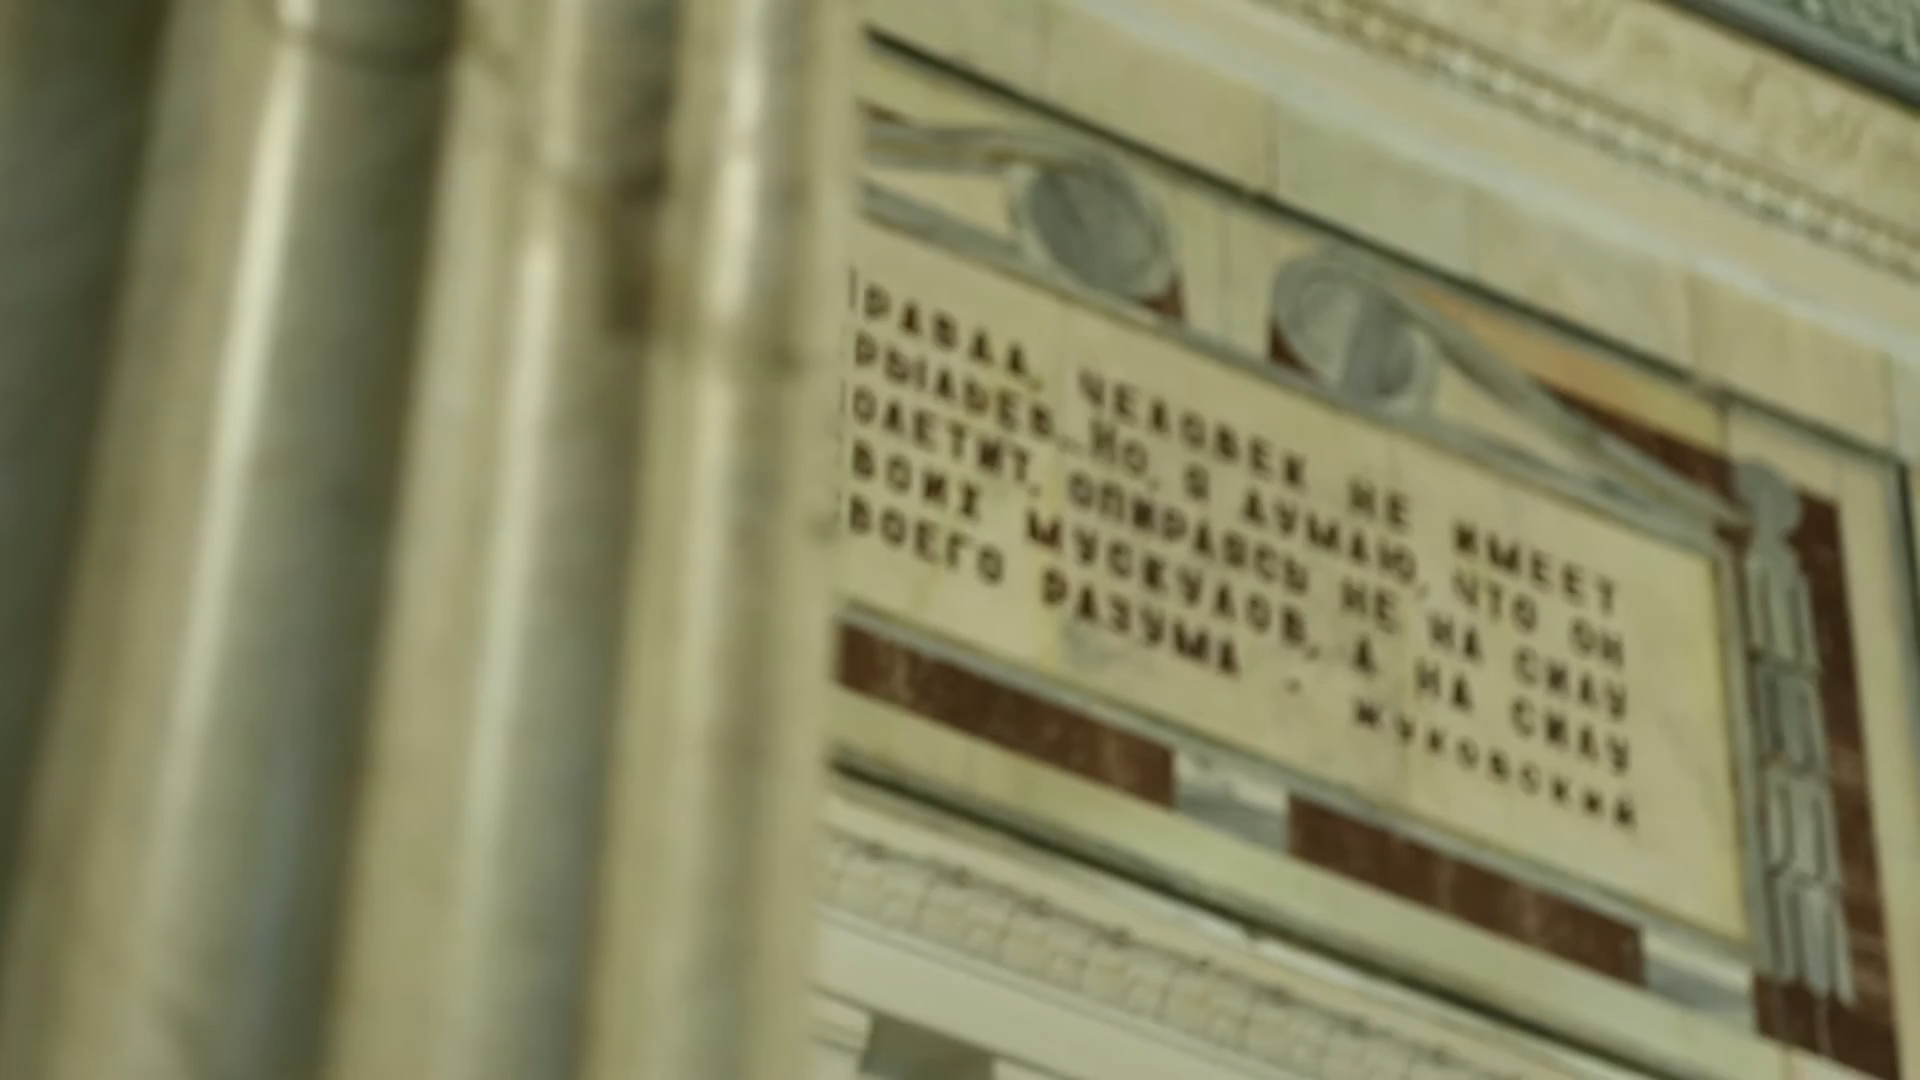 РАВДА, ЧЕЛОВЕК НЕ ИМЕЕТ
РЫЛЬЕВ... НО, Я ДУМАЮ, ЧТО ОН
ОЛЕТИТ, ОПИРАЯСЬ НЕ НА СИЛУ
ВОИХ МУСКУЛОВ, А НА СИЛУ
ВОЕГО РАЗУМА - ЖУКОВСКИЙ